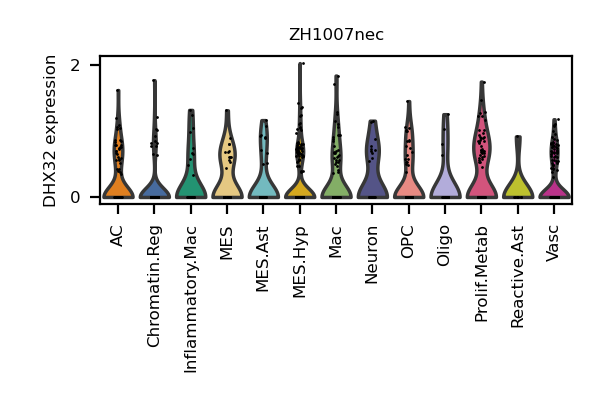 ZH1007nec
DHX32 expression
2
0
AC
Chromatin.Reg
Inflammatory.Mac
MES
MES.Ast
MES.Hyp
Mac
Neuron
OPC
Oligo
Prolif.Metab
Reactive.Ast
Vasc